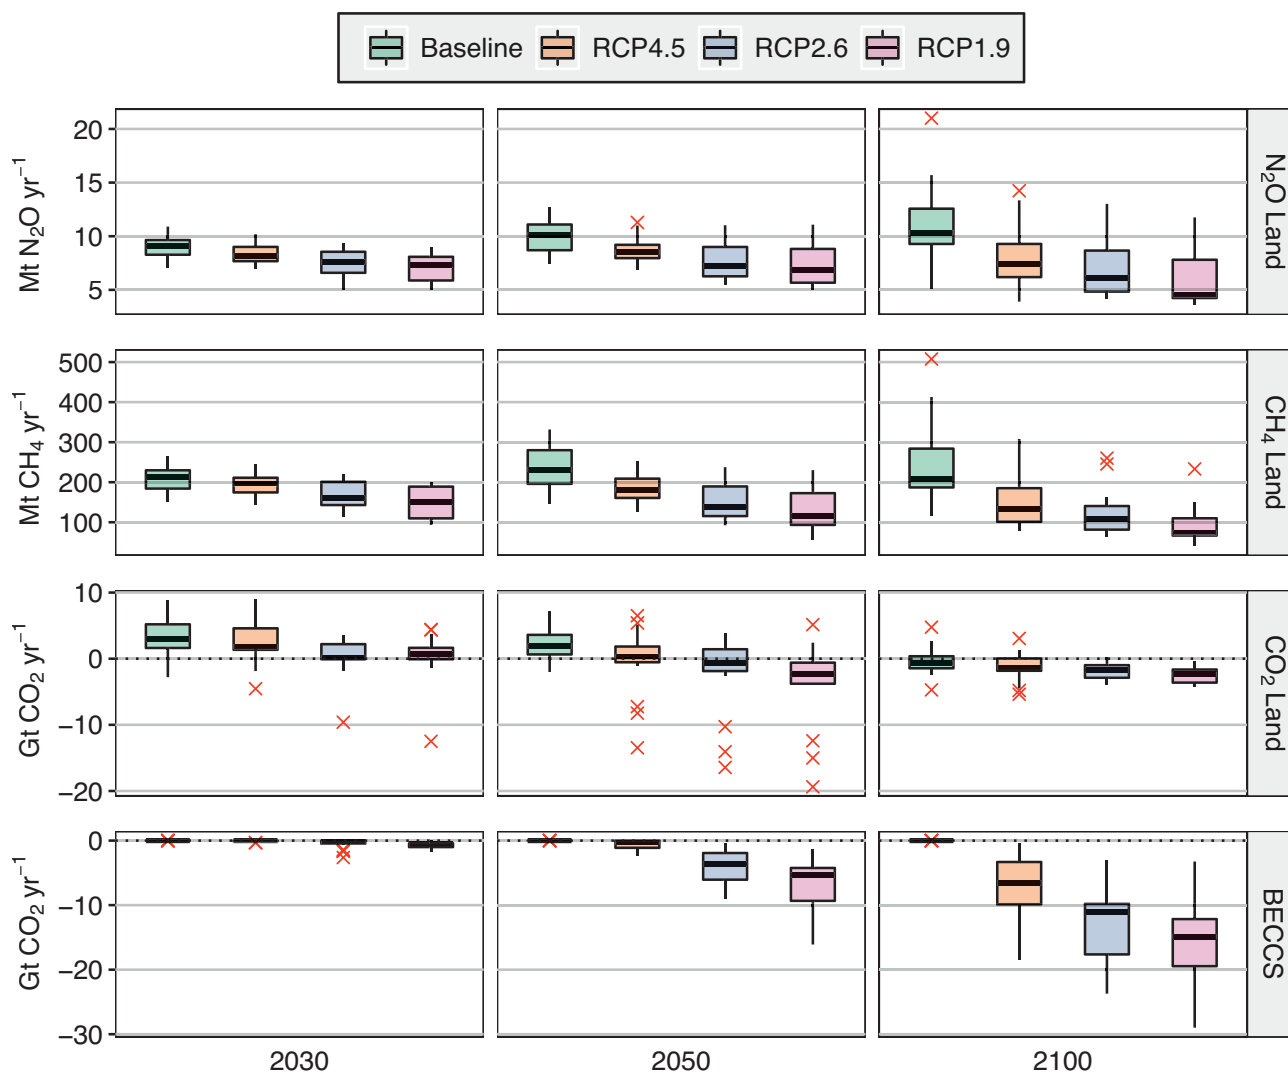 Baseline RCP4.5 RCP2.6 RCP1.9
Mt N₂O yr⁻¹
20
15
10
5
N₂O Land
Mt CH₄ yr⁻¹
500
400
300
200
100
CH₄ Land
Gt CO₂ yr⁻¹
10
0
−10
−20
CO₂ Land
Gt CO₂ yr⁻¹
0
−10
−20
−30
BECCS
2030 2050 2100